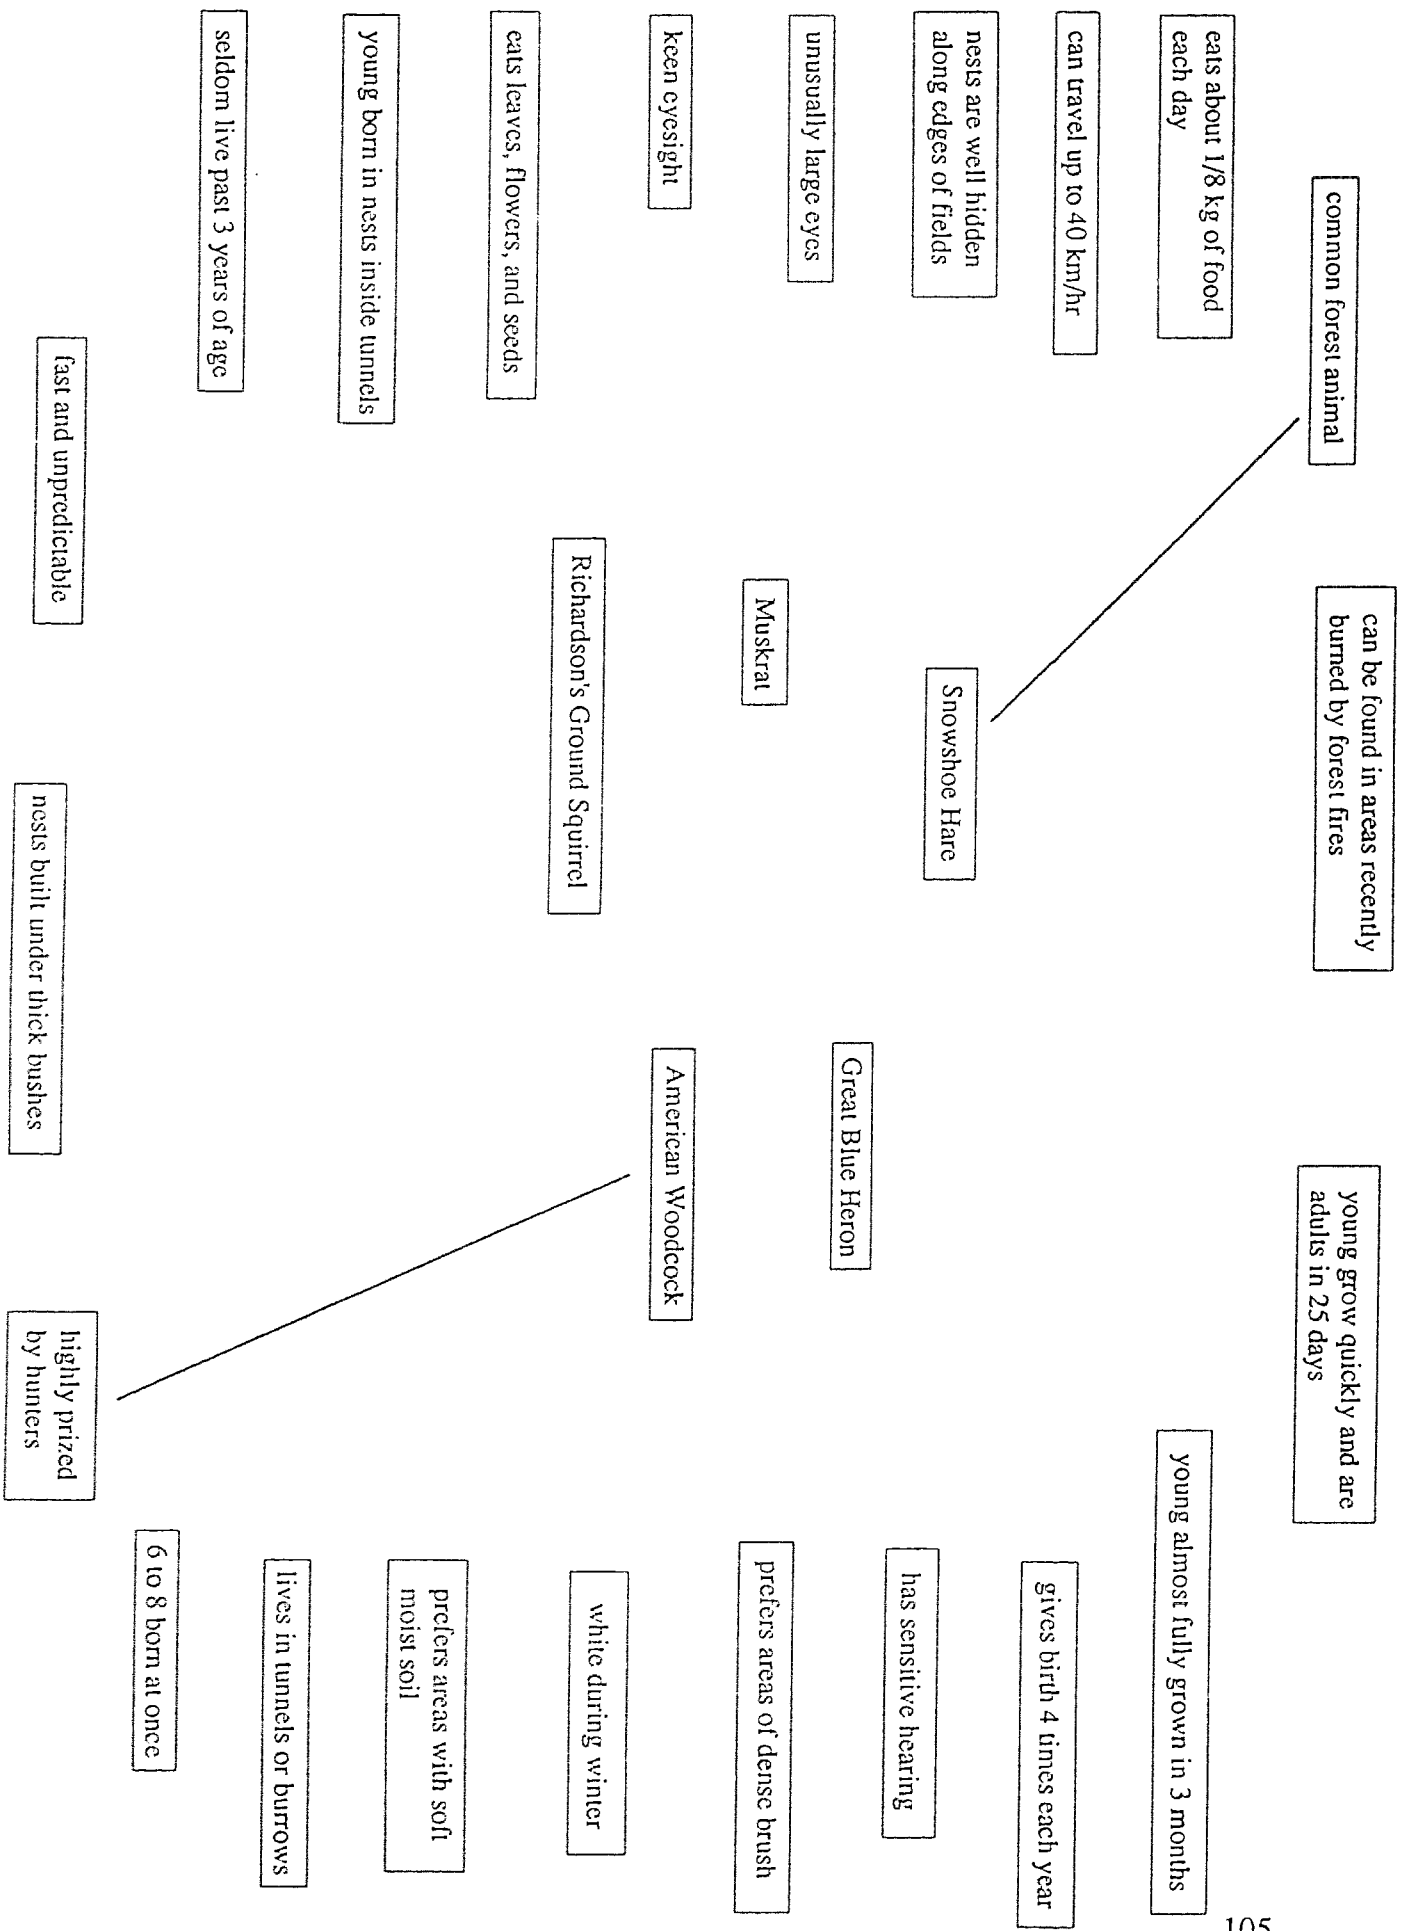 common forest animal
can be found in areas recently
burned by forest fires
young grow quickly and are
adults in 25 days
eats about 1/8 kg of food
each day
young almost fully grown in 3 months
can travel up to 40 km/hr
gives birth 4 times each year
nests are well hidden
along edges of fields
Snowshoe Hare
has sensitive hearing
unusually large eyes
Muskrat
Great Blue Heron
prefers areas of dense brush
keen eyesight
American Woodcock
white during winter
eats leaves, flowers, and seeds
Richardson's Ground Squirrel
prefers areas with soft
moist soil
young born in nests inside tunnels
lives in tunnels or burrows
seldom live past 3 years of age
6 to 8 born at once
fast and unpredictable
nests built under thick bushes
highly prized
by hunters
105